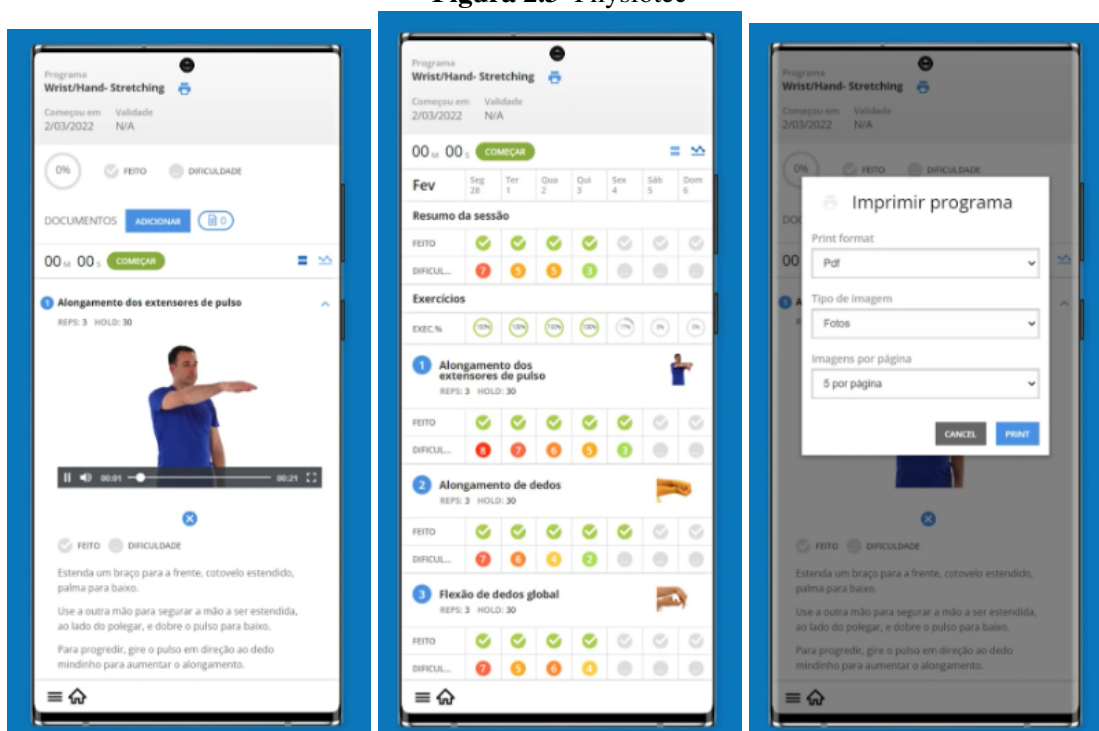 Figura 2.3 Physiotec
Programa
Wrist/Hand- Stretching
Começou em Validade
2/03/2022 N/A
0% FEITO DIFICULDADE
DOCUMENTOS ADICIONAR 0
00 M 00 S COMEÇAR
1 Alongamento dos extensores de pulso
REPS: 3 HOLD: 30
00:01 00:21
FEITO DIFICULDADE
Estenda um braço para a frente, cotovelo estendido,
palma para baixo.
Use a outra mão para segurar a mão a ser estendida,
ao lado do polegar, e dobre o pulso para baixo.
Para progredir, gire o pulso em direção ao dedo
mindinho para aumentar o alongamento.
Programa
Wrist/Hand- Stretching
Começou em Validade
2/03/2022 N/A
00 M 00 S COMEÇAR
Fev Seg 28 Ter 1 Qua 2 Qui 3 Sex 4 Sáb 5 Dom 6
Resumo da sessão
FEITO
DIFICUL... 7 5 5 3
Exercícios
EXEC.% 100% 100% 100% 100% 0% 0%
1 Alongamento dos
extensores de pulso
REPS: 3 HOLD: 30
FEITO
DIFICUL... 8 7 6 5 3
2 Alongamento de dedos
REPS: 3 HOLD: 30
FEITO
DIFICUL... 7 6 4 2
3 Flexão de dedos global
REPS: 3 HOLD: 30
FEITO
DIFICUL... 7 5 6 4
Programa
Wrist/Hand- Stretching
Começou em Validade
2/03/2022 N/A
0% FEITO DIFICULDADE
Imprimir programa
DO
Print format
00
Pdf
1 A
Tipo de imagem
Fotos
Imagens por página
5 por página
CANCEL PRINT
FEITO DIFICULDADE
Estenda um braço para a frente, cotovelo estendido,
palma para baixo.
Use a outra mão para segurar a mão a ser estendida,
ao lado do polegar, e dobre o pulso para baixo.
Para progredir, gire o pulso em direção ao dedo
mindinho para aumentar o alongamento.